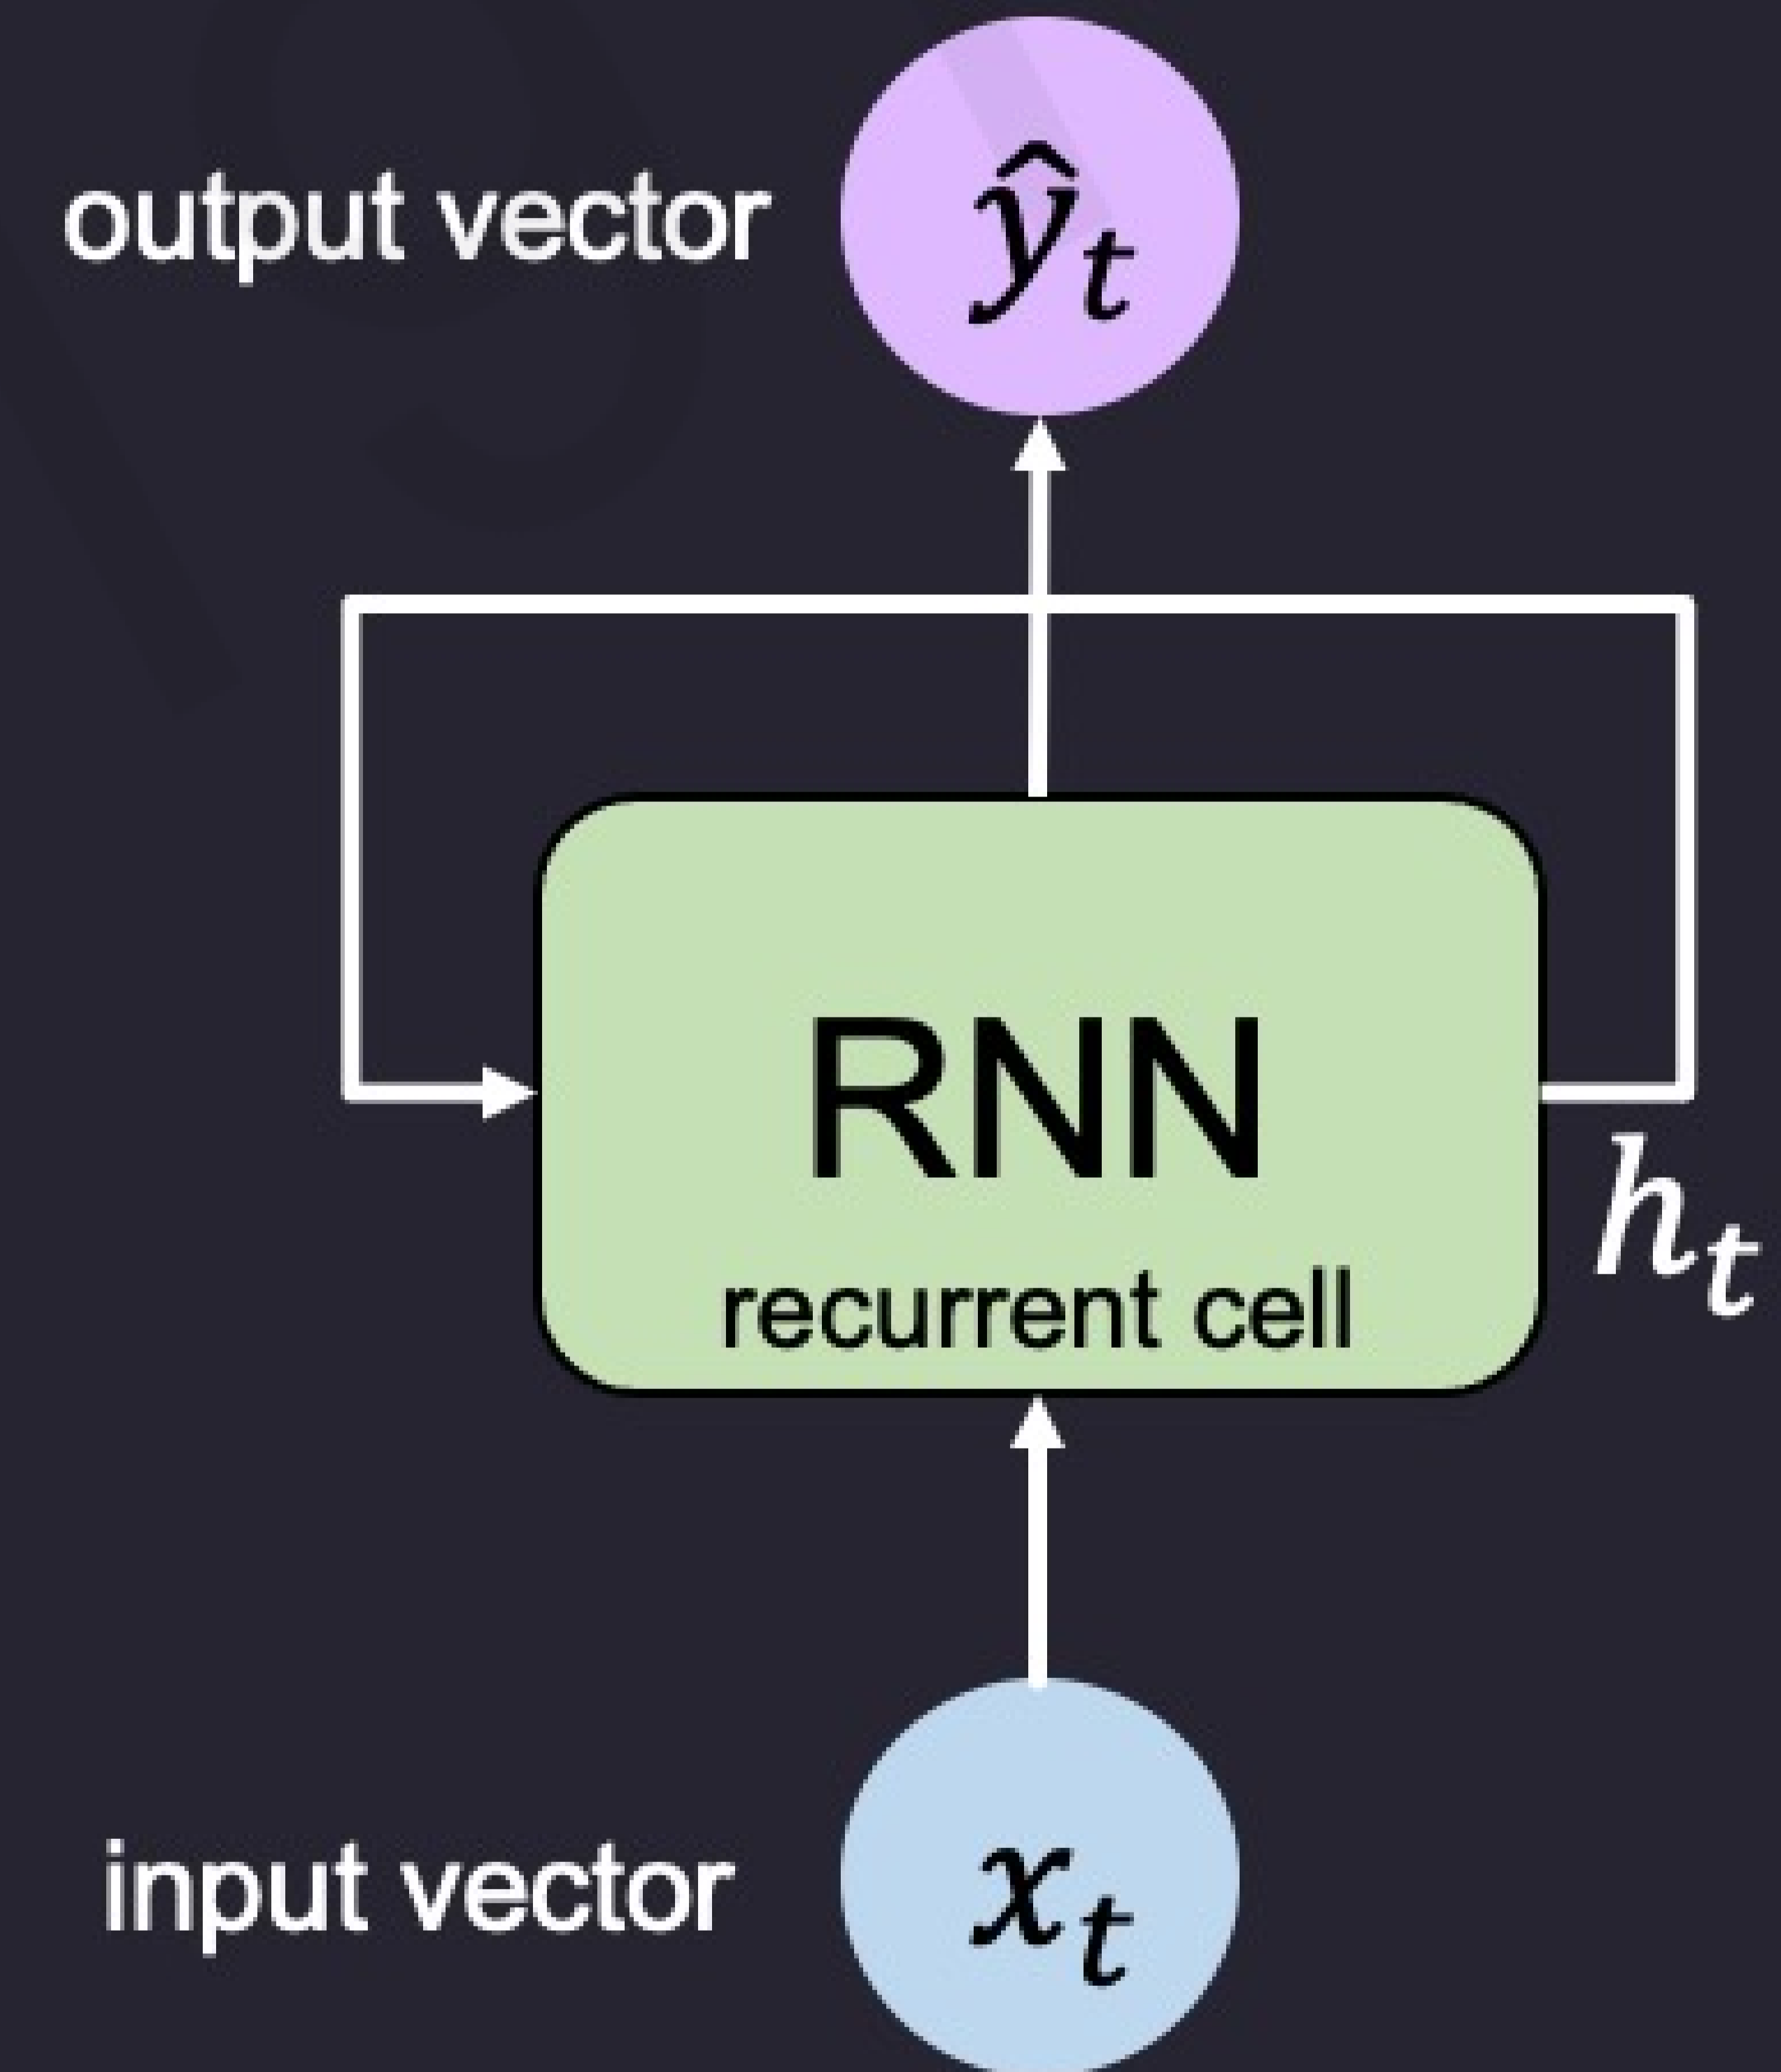 output vector
ŷt
RNN
recurrent cell
ht
input vector
xt